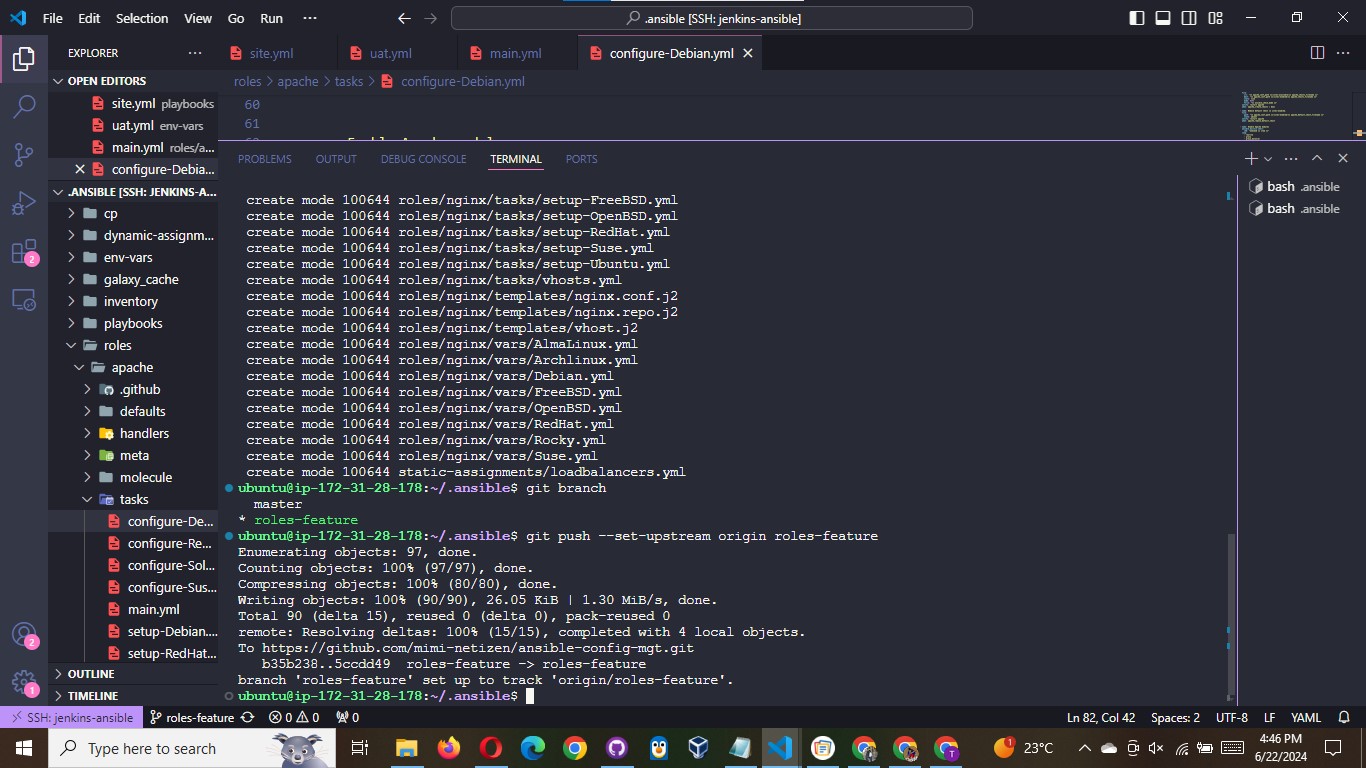 File Edit Selection View Go Run ··· .ansible [SSH: jenkins-ansible]
EXPLORER ···
OPEN EDITORS
site.yml playbooks
uat.yml env-vars
main.yml roles/a...
configure-Debia...
.ANSIBLE [SSH: JENKINS-A...
cp
dynamic-assignm...
env-vars
galaxy_cache
inventory
playbooks
roles
apache
.github
defaults
handlers
meta
molecule
tasks
configure-De...
configure-Re...
configure-Sol...
configure-Sus...
main.yml
setup-Debian....
setup-RedHat...
OUTLINE
TIMELINE
site.yml uat.yml main.yml configure-Debian.yml
roles > apache > tasks > configure-Debian.yml
60
61
PROBLEMS OUTPUT DEBUG CONSOLE TERMINAL PORTS
bash .ansible
bash .ansible
create mode 100644 roles/nginx/tasks/setup-FreeBSD.yml
create mode 100644 roles/nginx/tasks/setup-OpenBSD.yml
create mode 100644 roles/nginx/tasks/setup-RedHat.yml
create mode 100644 roles/nginx/tasks/setup-Suse.yml
create mode 100644 roles/nginx/tasks/setup-Ubuntu.yml
create mode 100644 roles/nginx/tasks/vhosts.yml
create mode 100644 roles/nginx/templates/nginx.conf.j2
create mode 100644 roles/nginx/templates/nginx.repo.j2
create mode 100644 roles/nginx/templates/vhost.j2
create mode 100644 roles/nginx/vars/AlmaLinux.yml
create mode 100644 roles/nginx/vars/Archlinux.yml
create mode 100644 roles/nginx/vars/Debian.yml
create mode 100644 roles/nginx/vars/FreeBSD.yml
create mode 100644 roles/nginx/vars/OpenBSD.yml
create mode 100644 roles/nginx/vars/RedHat.yml
create mode 100644 roles/nginx/vars/Rocky.yml
create mode 100644 roles/nginx/vars/Suse.yml
create mode 100644 static-assignments/loadbalancers.yml
ubuntu@ip-172-31-28-178:~/.ansible$ git branch
master
* roles-feature
ubuntu@ip-172-31-28-178:~/.ansible$ git push --set-upstream origin roles-feature
Enumerating objects: 97, done.
Counting objects: 100% (97/97), done.
Compressing objects: 100% (80/80), done.
Writing objects: 100% (90/90), 26.05 KiB | 1.30 MiB/s, done.
Total 90 (delta 15), reused 0 (delta 0), pack-reused 0
remote: Resolving deltas: 100% (15/15), completed with 4 local objects.
To https://github.com/mimi-netizen/ansible-config-mgt.git
b35b238..5ccdd49 roles-feature -> roles-feature
branch 'roles-feature' set up to track 'origin/roles-feature'.
ubuntu@ip-172-31-28-178:~/.ansible$
2
2
1
SSH: jenkins-ansible roles-feature 0 0 0 Ln 82, Col 42 Spaces: 2 UTF-8 LF YAML
Type here to search 1 23°C 4:46 PM
6/22/2024